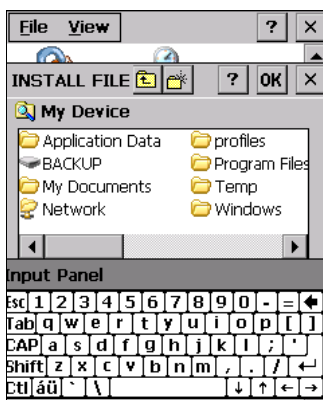 File View ? ×
INSTALL FILE ? OK ×
My Device
Application Data profiles
BACKUP Program Files
My Documents Temp
Network Windows
Input Panel
Esc 1 2 3 4 5 6 7 8 9 0 - =
Tab q w e r t y u i o p [ ]
CAP a s d f g h j k l ; '
Shift z x c v b n m , . /
Ctl áü ` \ ↓ ↑ ← →